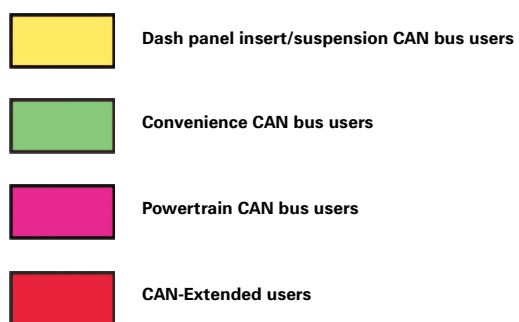 Dash panel insert/suspension CAN bus users
Convenience CAN bus users
Powertrain CAN bus users
CAN-Extended users